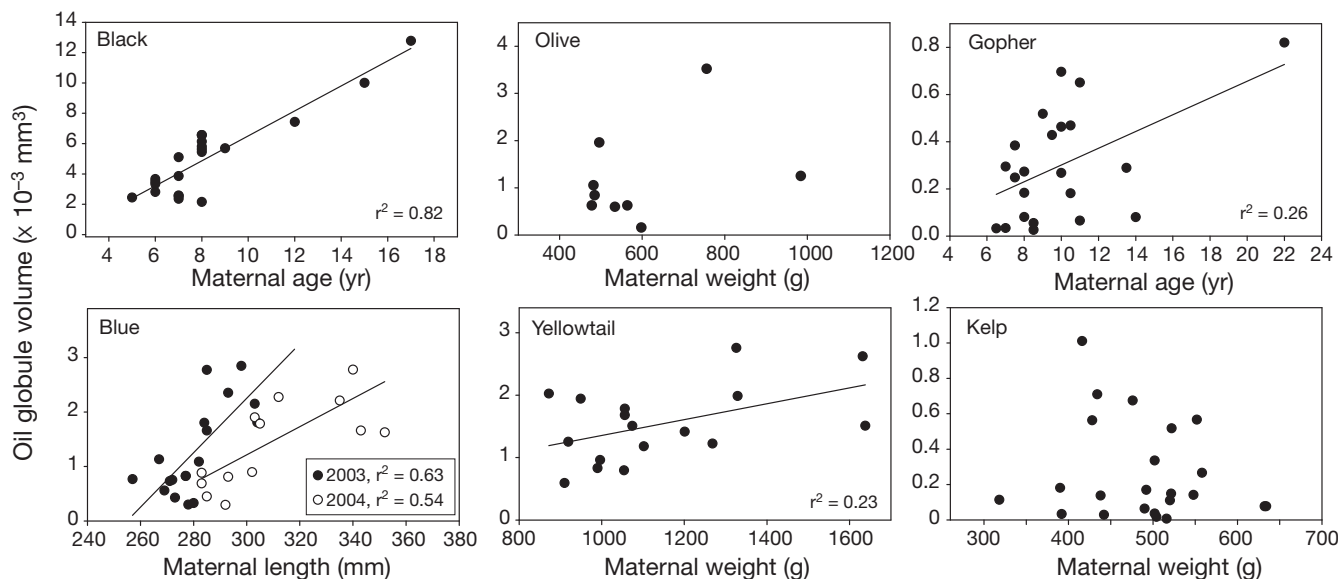 Oil globule volume (x 10⁻³ mm³)
Black
14
12
10
8
6
4
2
0
r² = 0.82
4 6 8 10 12 14 16 18
Maternal age (yr)
Olive
4
3
2
1
0
400 600 800 1000 1200
Maternal weight (g)
Gopher
0.8
0.6
0.4
0.2
0.0
r² = 0.26
4 6 8 10 12 14 16 18 20 22 24
Maternal age (yr)
Blue
3
2
1
0
2003, r² = 0.63
2004, r² = 0.54
240 260 280 300 320 340 360 380
Maternal length (mm)
Yellowtail
3
2
1
0
r² = 0.23
800 1000 1200 1400 1600
Maternal weight (g)
Kelp
1.2
1.0
0.8
0.6
0.4
0.2
0.0
300 400 500 600 700
Maternal weight (g)